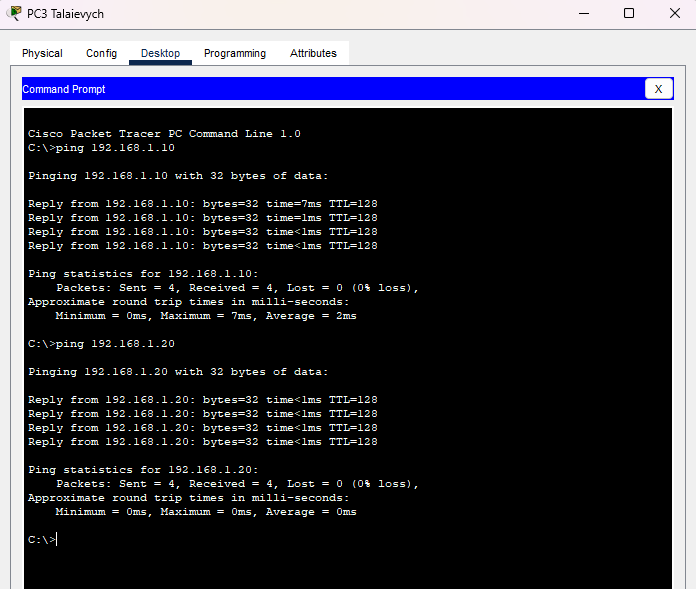 PC3 Talaievych
Physical Config Desktop Programming Attributes
Command Prompt X
Cisco Packet Tracer PC Command Line 1.0
C:\>ping 192.168.1.10
Pinging 192.168.1.10 with 32 bytes of data:
Reply from 192.168.1.10: bytes=32 time=7ms TTL=128
Reply from 192.168.1.10: bytes=32 time=1ms TTL=128
Reply from 192.168.1.10: bytes=32 time<1ms TTL=128
Reply from 192.168.1.10: bytes=32 time<1ms TTL=128
Ping statistics for 192.168.1.10:
Packets: Sent = 4, Received = 4, Lost = 0 (0% loss),
Approximate round trip times in milli-seconds:
Minimum = 0ms, Maximum = 7ms, Average = 2ms
C:\>ping 192.168.1.20
Pinging 192.168.1.20 with 32 bytes of data:
Reply from 192.168.1.20: bytes=32 time<1ms TTL=128
Reply from 192.168.1.20: bytes=32 time<1ms TTL=128
Reply from 192.168.1.20: bytes=32 time<1ms TTL=128
Reply from 192.168.1.20: bytes=32 time<1ms TTL=128
Ping statistics for 192.168.1.20:
Packets: Sent = 4, Received = 4, Lost = 0 (0% loss),
Approximate round trip times in milli-seconds:
Minimum = 0ms, Maximum = 0ms, Average = 0ms
C:\>